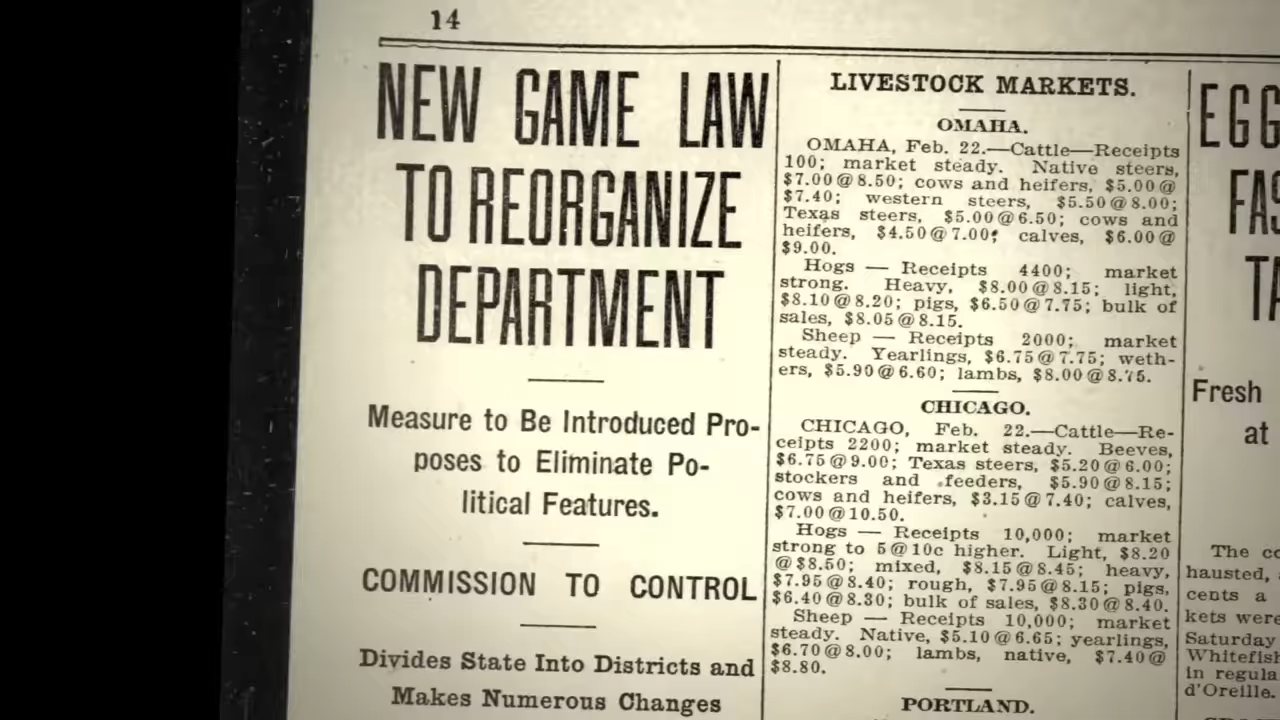 14
NEW GAME LAW
TO REORGANIZE
DEPARTMENT
Measure to Be Introduced Pro-
poses to Eliminate Po-
litical Features.
COMMISSION TO CONTROL
Divides State Into Districts and
Makes Numerous Changes
LIVESTOCK MARKETS.
OMAHA.
OMAHA, Feb. 22.—Cattle—Receipts
100; market steady. Native steers,
$7.00@8.50; cows and heifers, $5.00@
$7.40; western steers, $5.50@8.00;
Texas steers, $5.00@6.50; cows and
heifers, $4.50@7.00; calves, $6.00@
$9.00.
Hogs — Receipts 4400; market
strong. Heavy, $8.00@8.15; light,
$8.10@8.20; pigs, $6.50@7.75; bulk of
sales, $8.05@8.15.
Sheep — Receipts 2000; market
steady. Yearlings, $6.75@7.75; weth-
ers, $5.90@6.60; lambs, $8.00@8.75.
CHICAGO.
CHICAGO, Feb. 22.—Cattle—Re-
ceipts 2200; market steady. Beeves,
$6.75@9.00; Texas steers, $5.20@6.00;
stockers and feeders, $5.90@8.15;
cows and heifers, $3.15@7.40; calves,
$7.00@10.50.
Hogs — Receipts 10,000; market
strong to 5@10c higher. Light, $8.20
@$8.50; mixed, $8.15@8.45; heavy,
$7.95@8.40; rough, $7.95@8.15; pigs,
$6.40@8.30; bulk of sales, $8.30@8.40.
Sheep — Receipts 10,000; market
steady. Native, $5.10@6.65; yearlings,
$6.70@8.00; lambs, native, $7.40@
$8.80.
PORTLAND.
EGG
FAS
TA
Fresh
at
The co
hausted,
cents a
kets were
Saturday
Whitefish
in regula
d'Oreille.